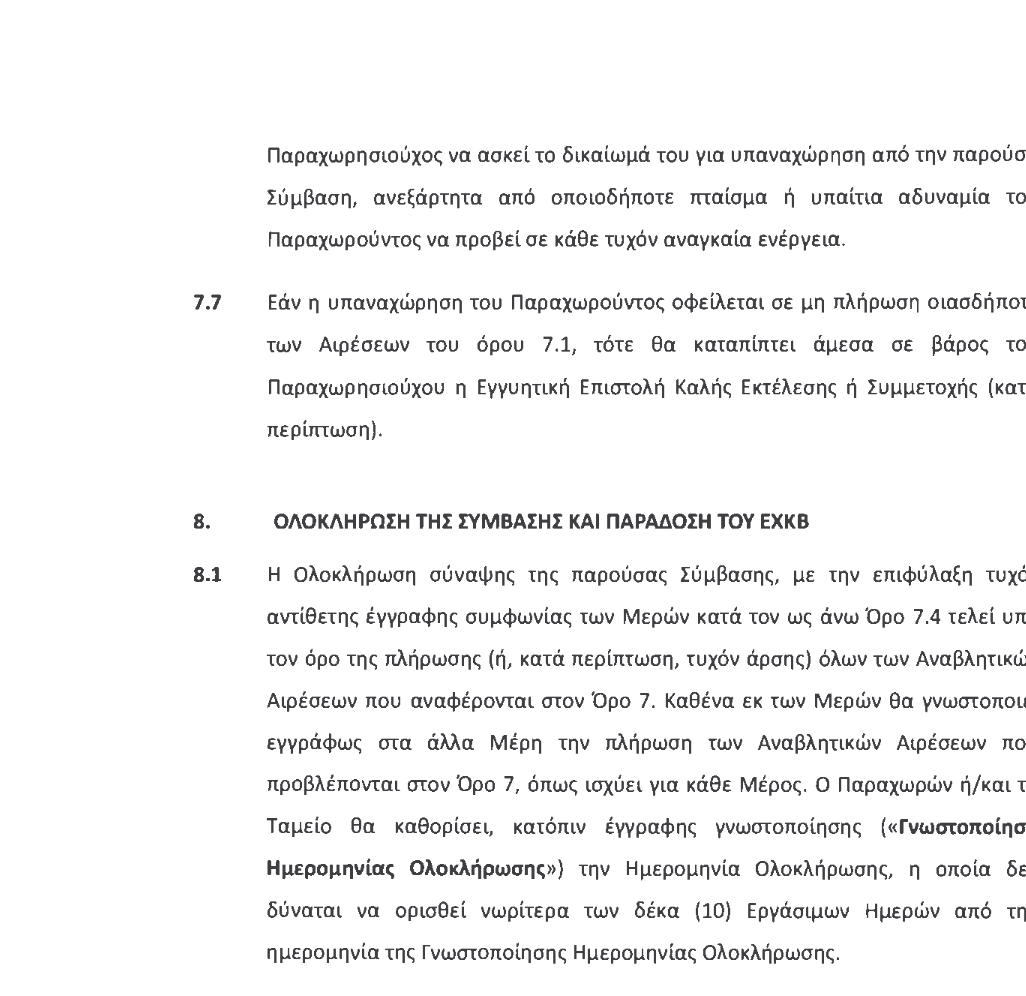 Παραχωρησιούχος να ασκεί το δικαίωμά του για υπαναχώρηση από την παρούσ
Σύμβαση, ανεξάρτητα από οποιοδήποτε πταίσμα ή υπαίτια αδυναμία το
Παραχωρούντος να προβεί σε κάθε τυχόν αναγκαία ενέργεια.
7.7 Εάν η υπαναχώρηση του Παραχωρούντος οφείλεται σε μη πλήρωση οιασδήποτ
των Αιρέσεων του όρου 7.1, τότε θα καταπίπτει άμεσα σε βάρος το
Παραχωρησιούχου η Εγγυητική Επιστολή Καλής Εκτέλεσης ή Συμμετοχής (κατ
περίπτωση).
8. ΟΛΟΚΛΗΡΩΣΗ ΤΗΣ ΣΥΜΒΑΣΗΣ ΚΑΙ ΠΑΡΑΔΟΣΗ ΤΟΥ ΕΧΚΒ
8.1 Η Ολοκλήρωση σύναψης της παρούσας Σύμβασης, με την επιφύλαξη τυχό
αντίθετης έγγραφης συμφωνίας των Μερών κατά τον ως άνω Όρο 7.4 τελεί υπ
τον όρο της πλήρωσης (ή, κατά περίπτωση, τυχόν άρσης) όλων των Αναβλητικώ
Αιρέσεων που αναφέρονται στον Όρο 7. Καθένα εκ των Μερών θα γνωστοποι
εγγράφως στα άλλα Μέρη την πλήρωση των Αναβλητικών Αιρέσεων πο
προβλέπονται στον Όρο 7, όπως ισχύει για κάθε Μέρος. Ο Παραχωρών ή/και τ
Ταμείο θα καθορίσει, κατόπιν έγγραφης γνωστοποίησης («Γνωστοποίησ
Ημερομηνίας Ολοκλήρωσης») την Ημερομηνία Ολοκλήρωσης, η οποία δε
δύναται να ορισθεί νωρίτερα των δέκα (10) Εργάσιμων Ημερών από τη
ημερομηνία της Γνωστοποίησης Ημερομηνίας Ολοκλήρωσης.